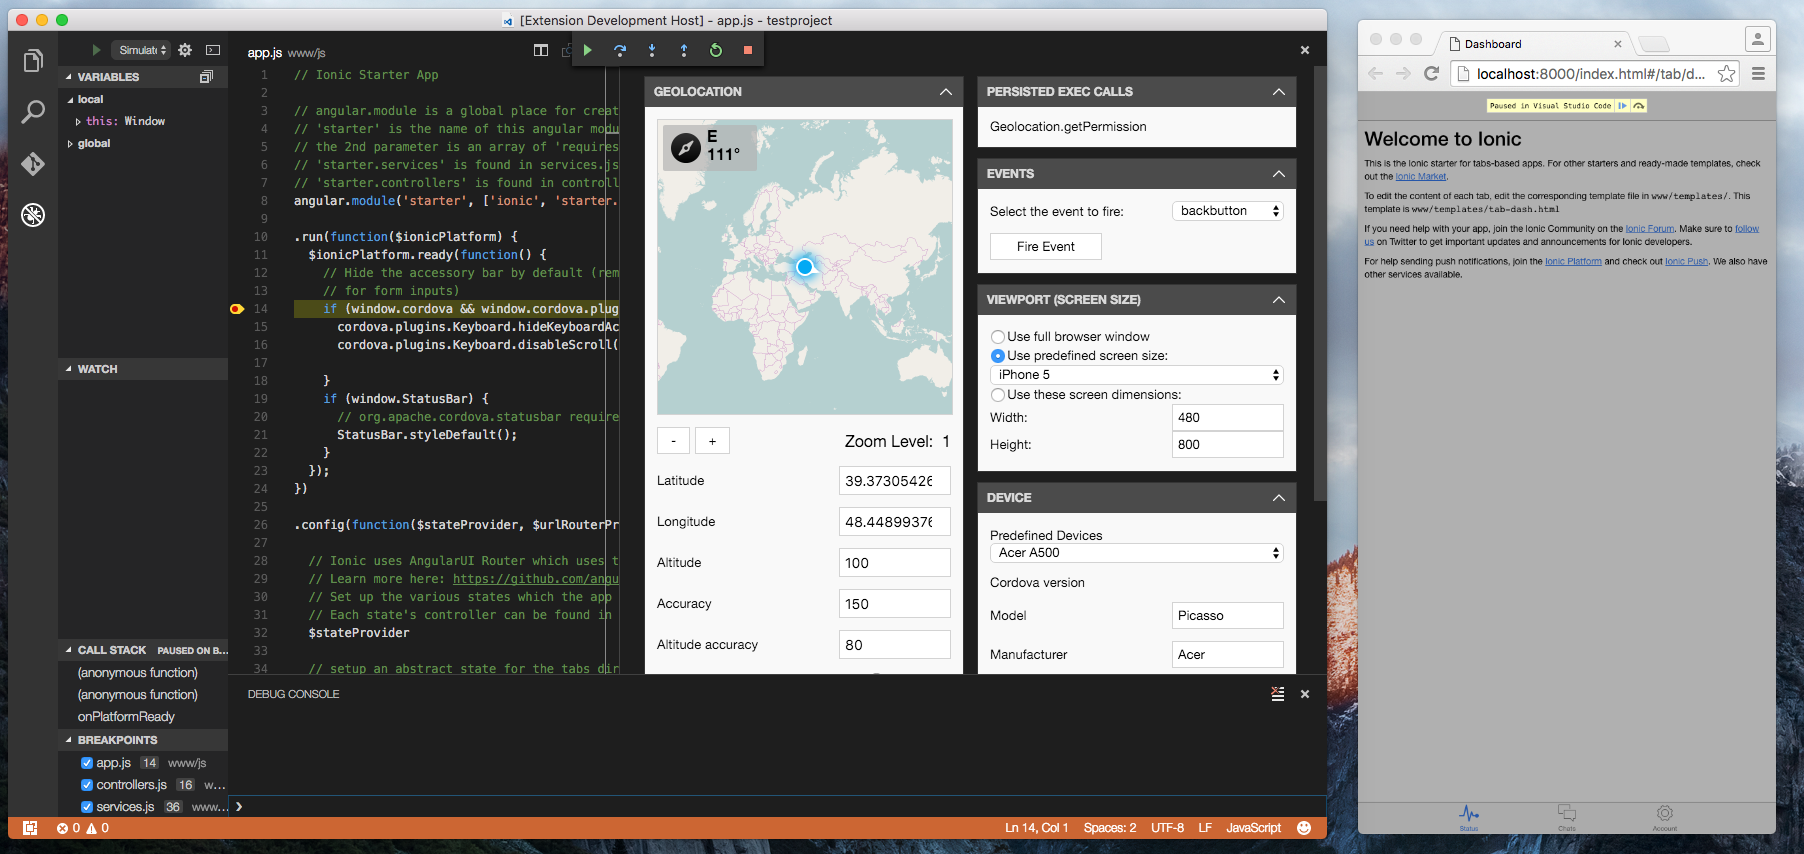 [Extension Development Host] - app.js - testproject
VARIABLES
local
this: Window
global
WATCH
CALL STACK PAUSED ON B...
(anonymous function)
(anonymous function)
onPlatformReady
BREAKPOINTS
app.js 14 www/js
controllers.js 16 w...
services.js 36 www...
app.js www/js
1 // Ionic Starter App
2
3 // angular.module is a global place for creat
4 // 'starter' is the name of this angular modu
5 // the 2nd parameter is an array of 'requires
6 // 'starter.services' is found in services.js
7 // 'starter.controllers' is found in controll
8 angular.module('starter', ['ionic', 'starter.
9
10 .run(function($ionicPlatform) {
11 $ionicPlatform.ready(function() {
12 // Hide the accessory bar by default (rem
13 // for form inputs)
14 if (window.cordova && window.cordova.plug
15 cordova.plugins.Keyboard.hideKeyboardAc
16 cordova.plugins.Keyboard.disableScroll(
17
18 }
19 if (window.StatusBar) {
20 // org.apache.cordova.statusbar require
21 StatusBar.styleDefault();
22 }
23 });
24 })
25
26 .config(function($stateProvider, $urlRouterPr
27
28 // Ionic uses AngularUI Router which uses t
29 // Learn more here: https://github.com/angu
30 // Set up the various states which the app
31 // Each state's controller can be found in
32 $stateProvider
33
34 // setup an abstract state for the tabs dir
GEOLOCATION
E
111°
- + Zoom Level: 1
Latitude 39.37305426
Longitude 48.44899376
Altitude 100
Accuracy 150
Altitude accuracy 80
PERSISTED EXEC CALLS
Geolocation.getPermission
EVENTS
Select the event to fire: backbutton
Fire Event
VIEWPORT (SCREEN SIZE)
Use full browser window
Use predefined screen size:
iPhone 5
Use these screen dimensions:
Width: 480
Height: 800
DEVICE
Predefined Devices
Acer A500
Cordova version
Model Picasso
Manufacturer Acer
DEBUG CONSOLE
0 0
Ln 14, Col 1 Spaces: 2 UTF-8 LF JavaScript
Dashboard
localhost:8000/index.html#/tab/d...
Paused in Visual Studio Code
Welcome to Ionic
This is the Ionic starter for tabs-based apps. For other starters and ready-made templates, check
out the Ionic Market.
To edit the content of each tab, edit the corresponding template file in www/templates/. This
template is www/templates/tab-dash.html
If you need help with your app, join the Ionic Community on the Ionic Forum. Make sure to follow
us on Twitter to get important updates and announcements for Ionic developers.
For help sending push notifications, join the Ionic Platform and check out Ionic Push. We also have
other services available.
Status Chats Account